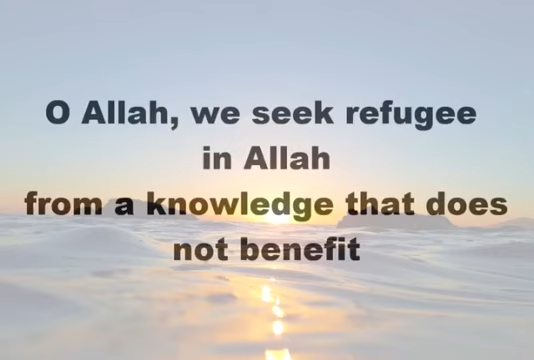 O Allah, we seek refugee
in Allah
from a knowledge that does
not benefit